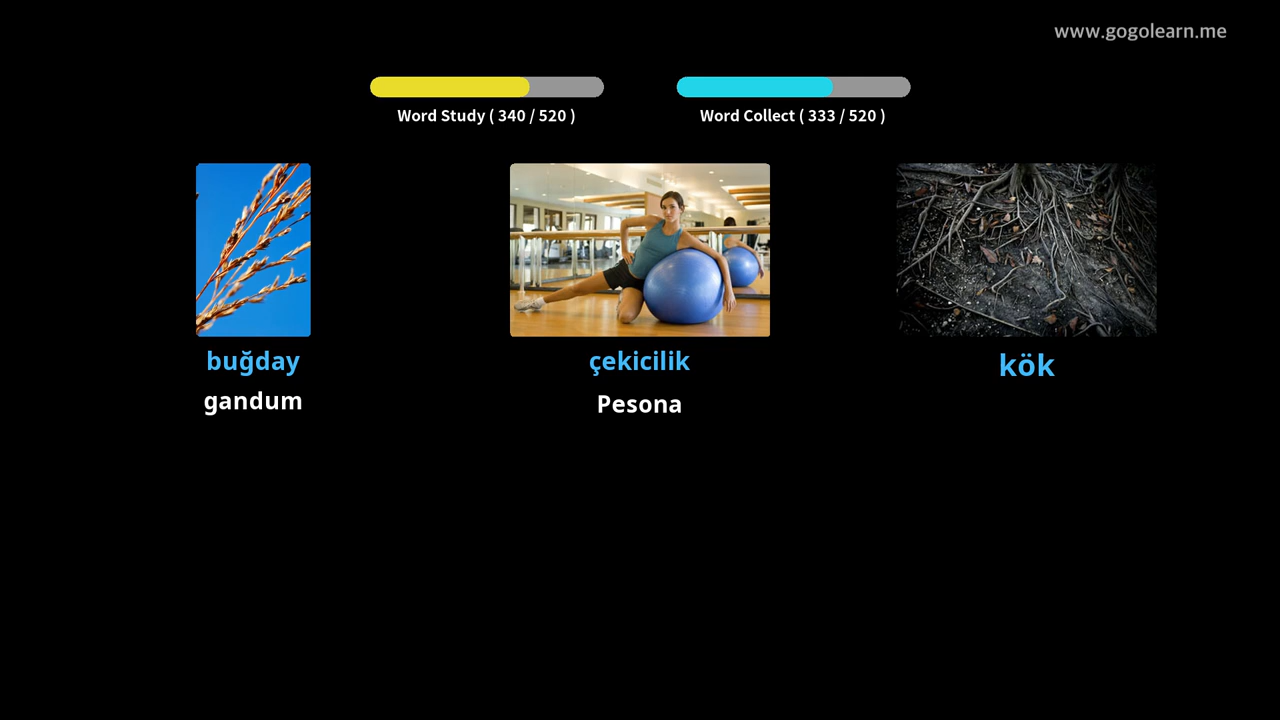 www.gogolearn.me
Word Study ( 340 / 520 )
Word Collect ( 333 / 520 )
buğday
gandum
çekicilik
Pesona
kök